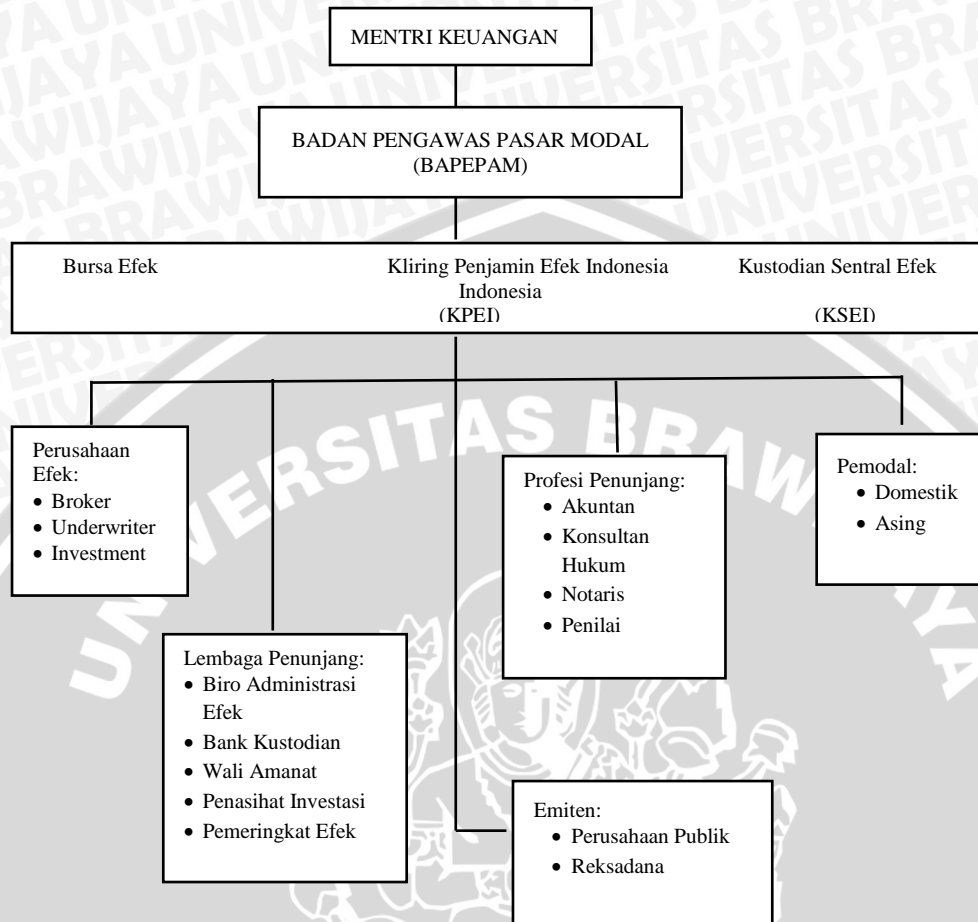 MENTRI KEUANGAN
BADAN PENGAWAS PASAR MODAL
(BAPEPAM)
Bursa Efek Kliring Penjamin Efek Indonesia Kustodian Sentral Efek
Indonesia
(KPEI) (KSEI)
Perusahaan
Efek:
• Broker
• Underwriter
• Investment
Lembaga Penunjang:
• Biro Administrasi
Efek
• Bank Kustodian
• Wali Amanat
• Penasihat Investasi
• Pemeringkat Efek
Profesi Penunjang:
• Akuntan
• Konsultan
Hukum
• Notaris
• Penilai
Emiten:
• Perusahaan Publik
• Reksadana
Pemodal:
• Domestik
• Asing
UNIVERSITAS BRAWIJAYA